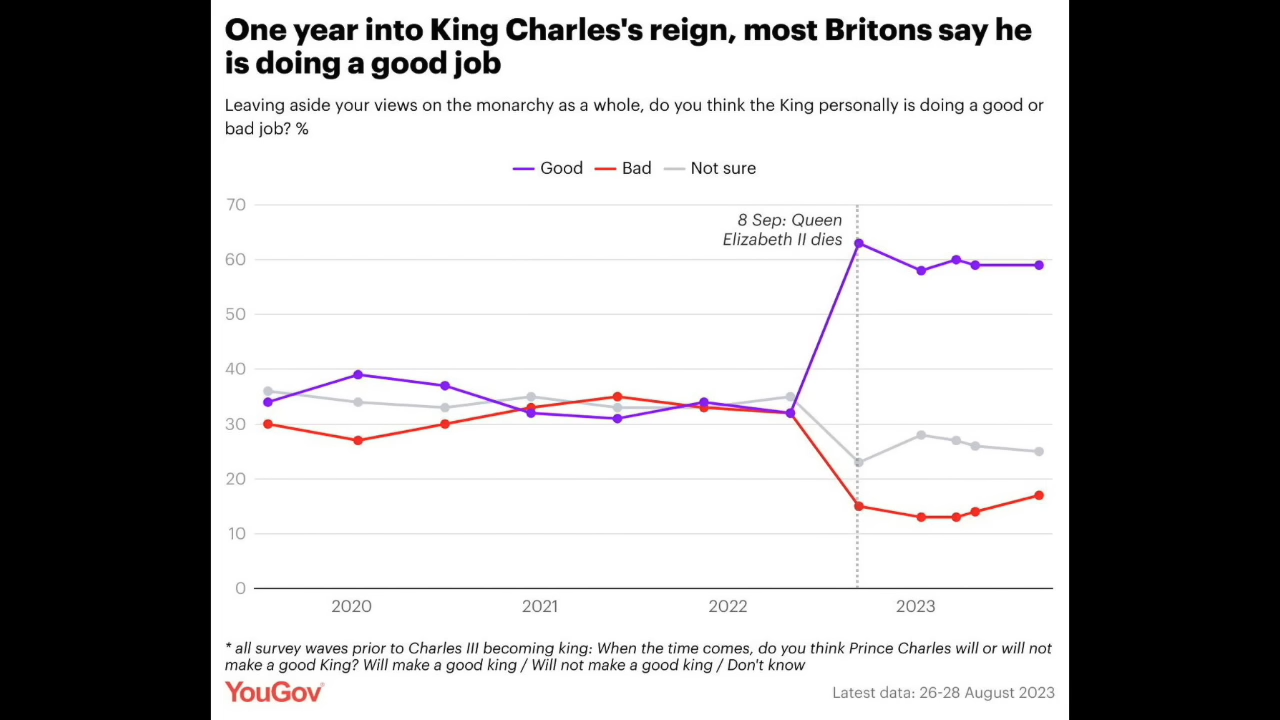 One year into King Charles's reign, most Britons say he
is doing a good job
Leaving aside your views on the monarchy as a whole, do you think the King personally is doing a good or
bad job? %
Good Bad Not sure
70
8 Sep: Queen
Elizabeth II dies
60
50
40
30
20
10
0
2020 2021 2022 2023
* all survey waves prior to Charles III becoming king: When the time comes, do you think Prince Charles will or will not
make a good King? Will make a good king / Will not make a good king / Don't know
YouGov®
Latest data: 26-28 August 2023